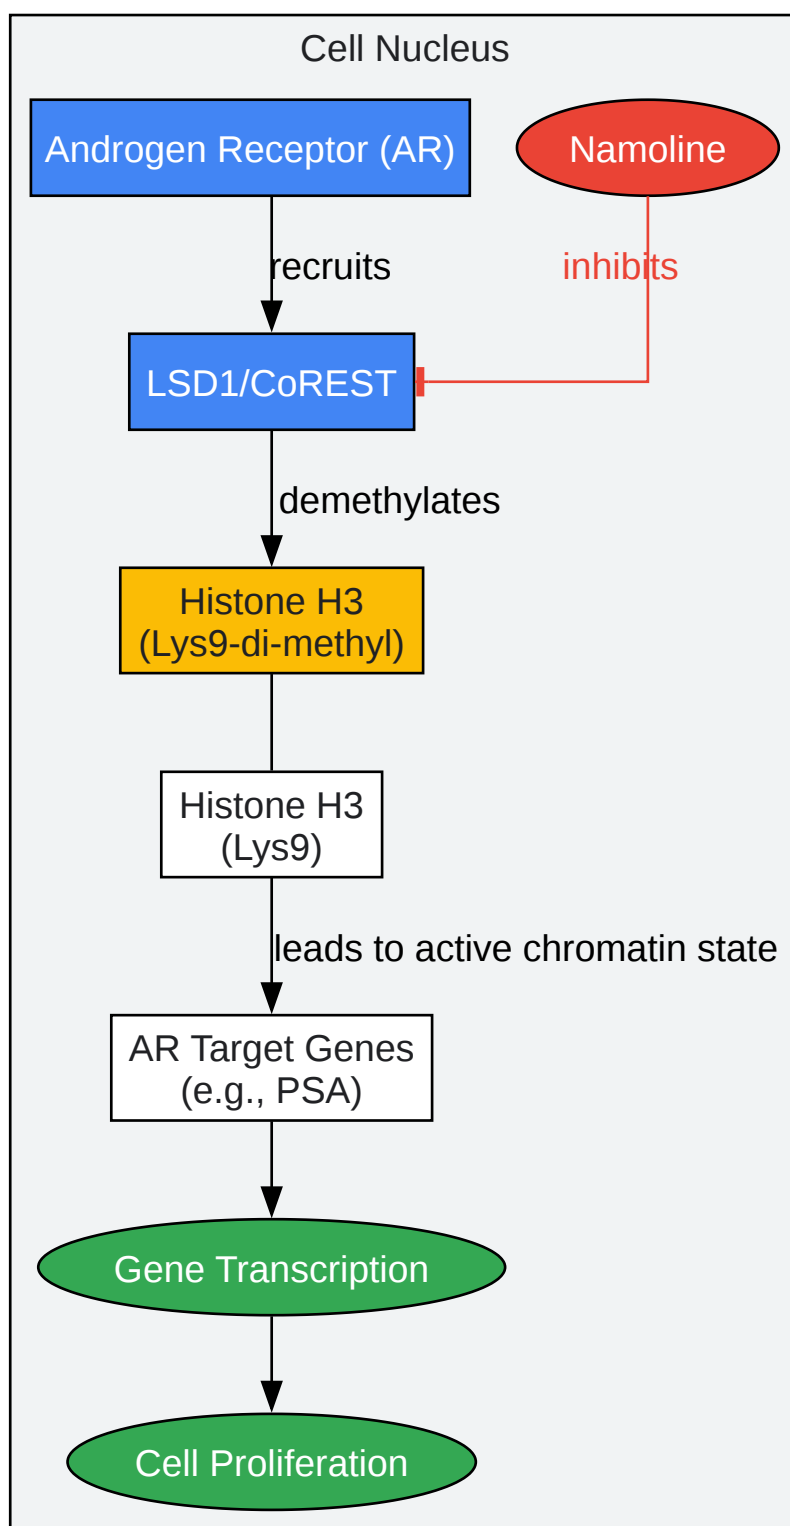 Cell Nucleus
Androgen Receptor (AR)
Namoline
recruits
inhibits
LSD1/CoREST
demethylates
Histone H3
(Lys9-di-methyl)
Histone H3
(Lys9)
leads to active chromatin state
AR Target Genes
(e.g., PSA)
Gene Transcription
Cell Proliferation